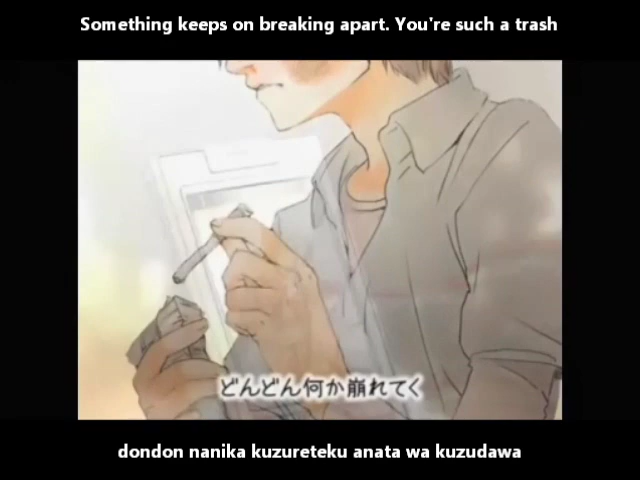 Something keeps on breaking apart. You're such a trash
どんどん何か崩れてく
dondon nanika kuzureteku anata wa kuzudawa